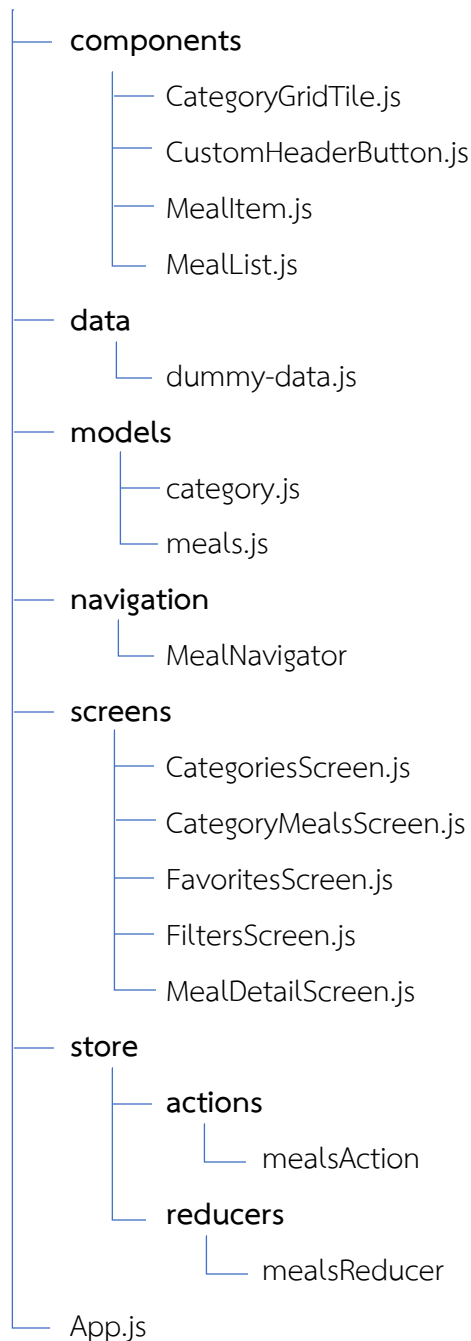 components
CategoryGridTile.js
CustomHeaderButton.js
MealItem.js
MealList.js
data
dummy-data.js
models
category.js
meals.js
navigation
MealNavigator
screens
CategoriesScreen.js
CategoryMealsScreen.js
FavoritesScreen.js
FiltersScreen.js
MealDetailScreen.js
store
actions
mealsAction
reducers
mealsReducer
App.js